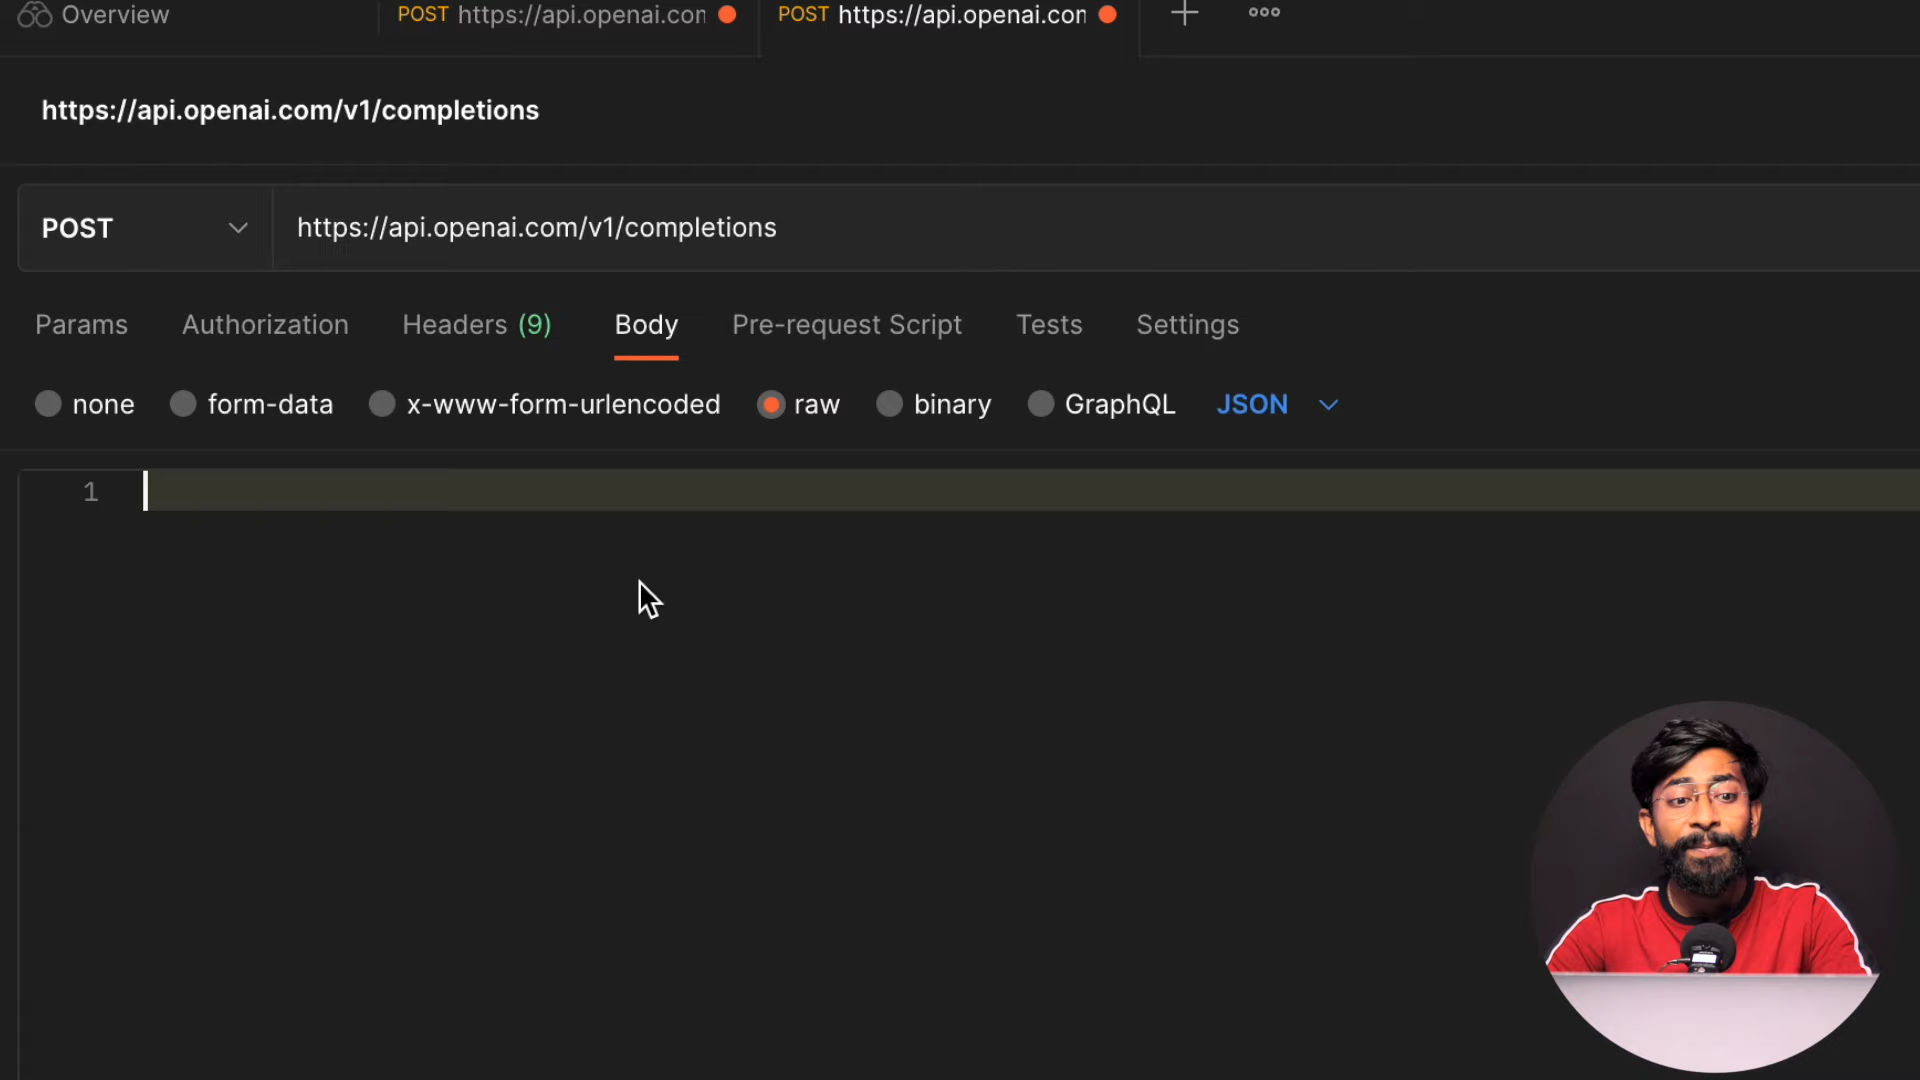 Overview POST https://api.openai.con POST https://api.openai.con
https://api.openai.com/v1/completions
POST https://api.openai.com/v1/completions
Params Authorization Headers (9) Body Pre-request Script Tests Settings
none form-data x-www-form-urlencoded raw binary GraphQL JSON
1